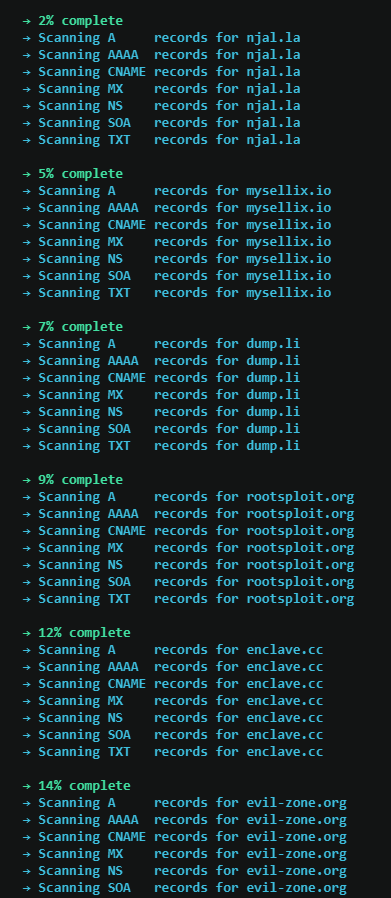 → 2% complete
→ Scanning A     records for njal.la
→ Scanning AAAA  records for njal.la
→ Scanning CNAME records for njal.la
→ Scanning MX    records for njal.la
→ Scanning NS    records for njal.la
→ Scanning SOA   records for njal.la
→ Scanning TXT   records for njal.la

→ 5% complete
→ Scanning A     records for mysellix.io
→ Scanning AAAA  records for mysellix.io
→ Scanning CNAME records for mysellix.io
→ Scanning MX    records for mysellix.io
→ Scanning NS    records for mysellix.io
→ Scanning SOA   records for mysellix.io
→ Scanning TXT   records for mysellix.io

→ 7% complete
→ Scanning A     records for dump.li
→ Scanning AAAA  records for dump.li
→ Scanning CNAME records for dump.li
→ Scanning MX    records for dump.li
→ Scanning NS    records for dump.li
→ Scanning SOA   records for dump.li
→ Scanning TXT   records for dump.li

→ 9% complete
→ Scanning A     records for rootsploit.org
→ Scanning AAAA  records for rootsploit.org
→ Scanning CNAME records for rootsploit.org
→ Scanning MX    records for rootsploit.org
→ Scanning NS    records for rootsploit.org
→ Scanning SOA   records for rootsploit.org
→ Scanning TXT   records for rootsploit.org

→ 12% complete
→ Scanning A     records for enclave.cc
→ Scanning AAAA  records for enclave.cc
→ Scanning CNAME records for enclave.cc
→ Scanning MX    records for enclave.cc
→ Scanning NS    records for enclave.cc
→ Scanning SOA   records for enclave.cc
→ Scanning TXT   records for enclave.cc

→ 14% complete
→ Scanning A     records for evil-zone.org
→ Scanning AAAA  records for evil-zone.org
→ Scanning CNAME records for evil-zone.org
→ Scanning MX    records for evil-zone.org
→ Scanning NS    records for evil-zone.org
→ Scanning SOA   records for evil-zone.org